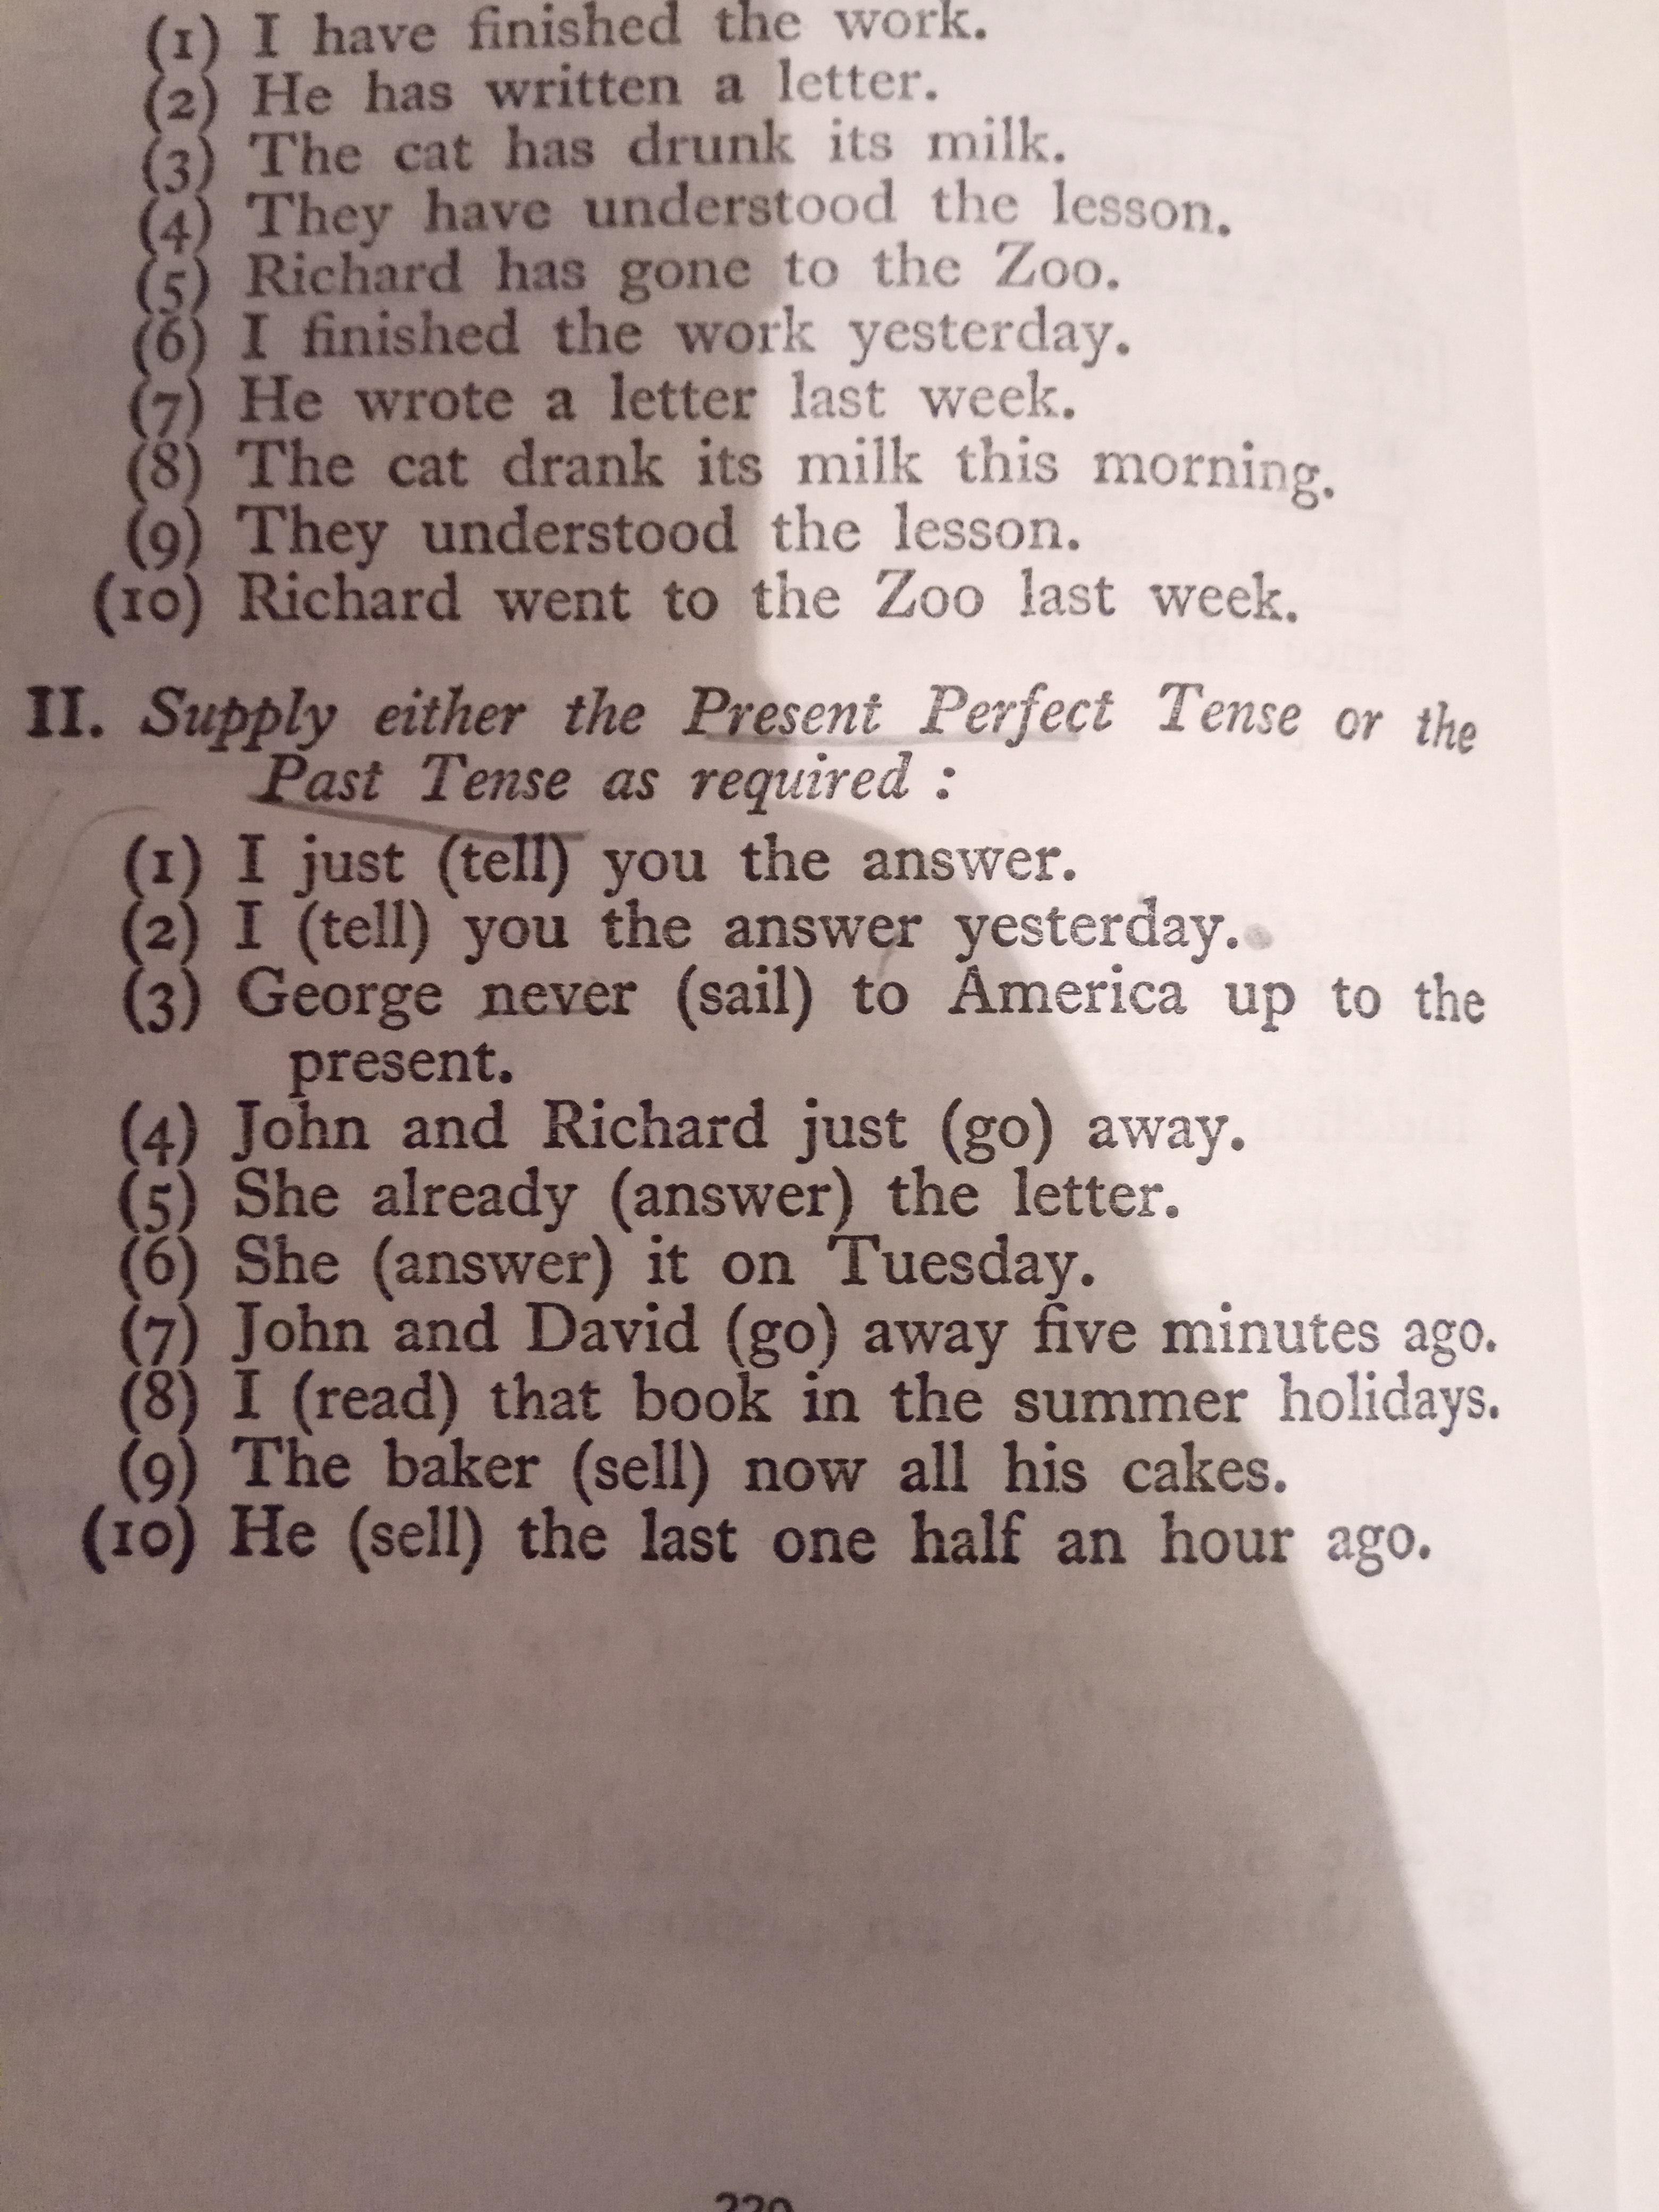 (1) I have finished the work.
(2) He has written a letter.
(3) The cat has drunk its milk.
(4) They have understood the lesson.
(5) Richard has gone to the Zoo.
(6) I finished the work yesterday.
(7) He wrote a letter last week.
(8) The cat drank its milk this morning.
(9) They understood the lesson.
(10) Richard went to the Zoo last week.
II. Supply either the Present Perfect Tense or the
Past Tense as required :
(1) I just (tell) you the answer.
(2) I (tell) you the answer yesterday.
(3) George never (sail) to America up to the
present.
(4) John and Richard just (go) away.
(5) She already (answer) the letter.
(6) She (answer) it on Tuesday.
(7) John and David (go) away five minutes ago.
(8) I (read) that book in the summer holidays.
(9) The baker (sell) now all his cakes.
(10) He (sell) the last one half an hour ago.